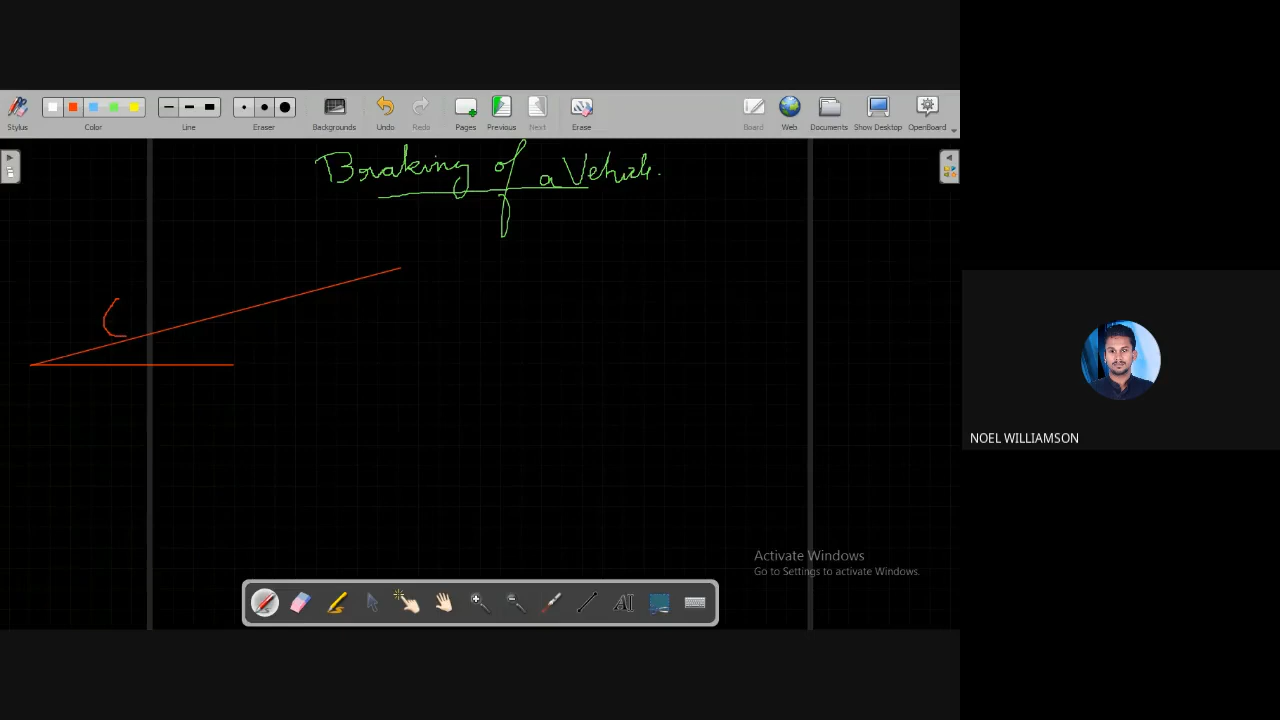 Stylus Color Line Eraser Backgrounds Undo Redo Pages Previous Next Erase Board Web Documents Show Desktop OpenBoard
Braking of a Vehicle.
NOEL WILLIAMSON
Activate Windows
Go to Settings to activate Windows.
AI